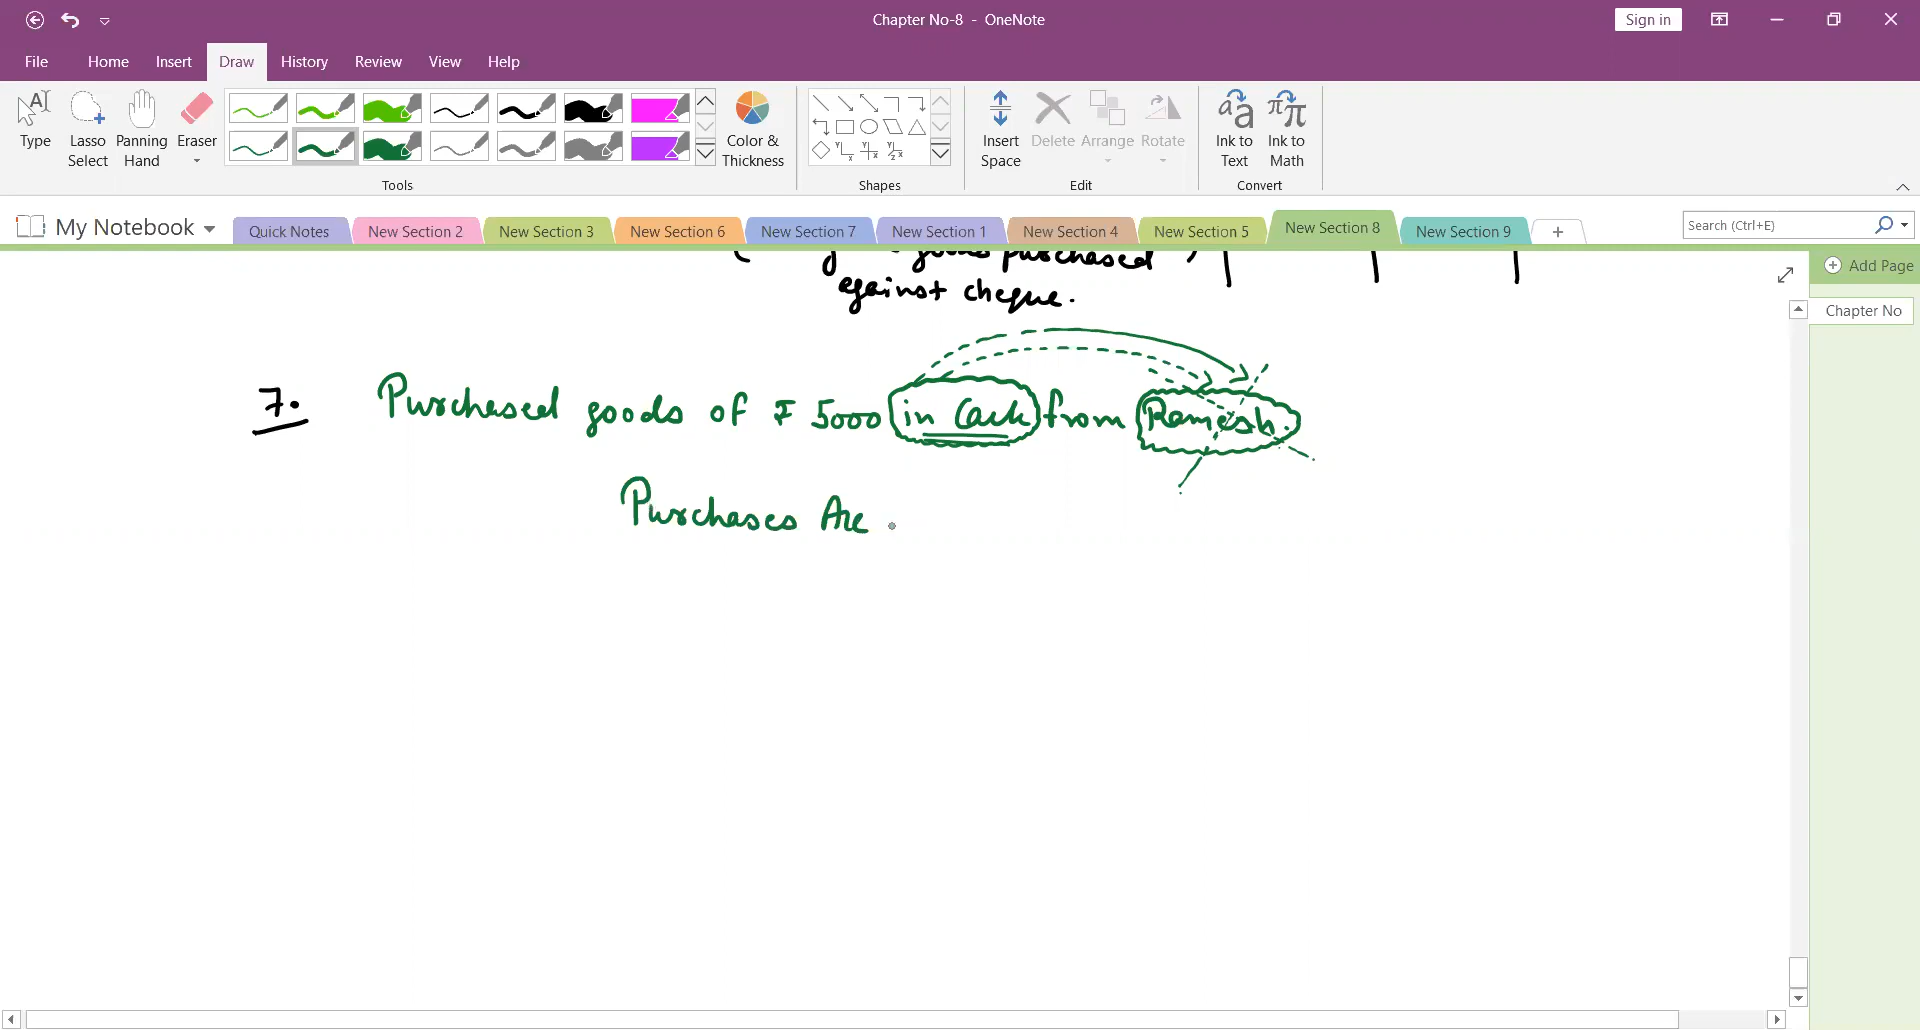 Chapter No-8 - OneNote
Sign in
File Home Insert Draw History Review View Help
Type
Lasso Select
Panning Hand
Eraser
Color & Thickness
Insert Space
Delete
Arrange
Rotate
Ink to Text
Ink to Math
Tools
Shapes
Edit
Convert
My Notebook
Quick Notes
New Section 2
New Section 3
New Section 6
New Section 7
New Section 1
New Section 4
New Section 5
New Section 8
New Section 9
Search (Ctrl+E)
Add Page
Chapter No
goods purchased
against cheque.
7. Purchased goods of ₹ 5000 in Cash from Ramesh.
Purchases A/c